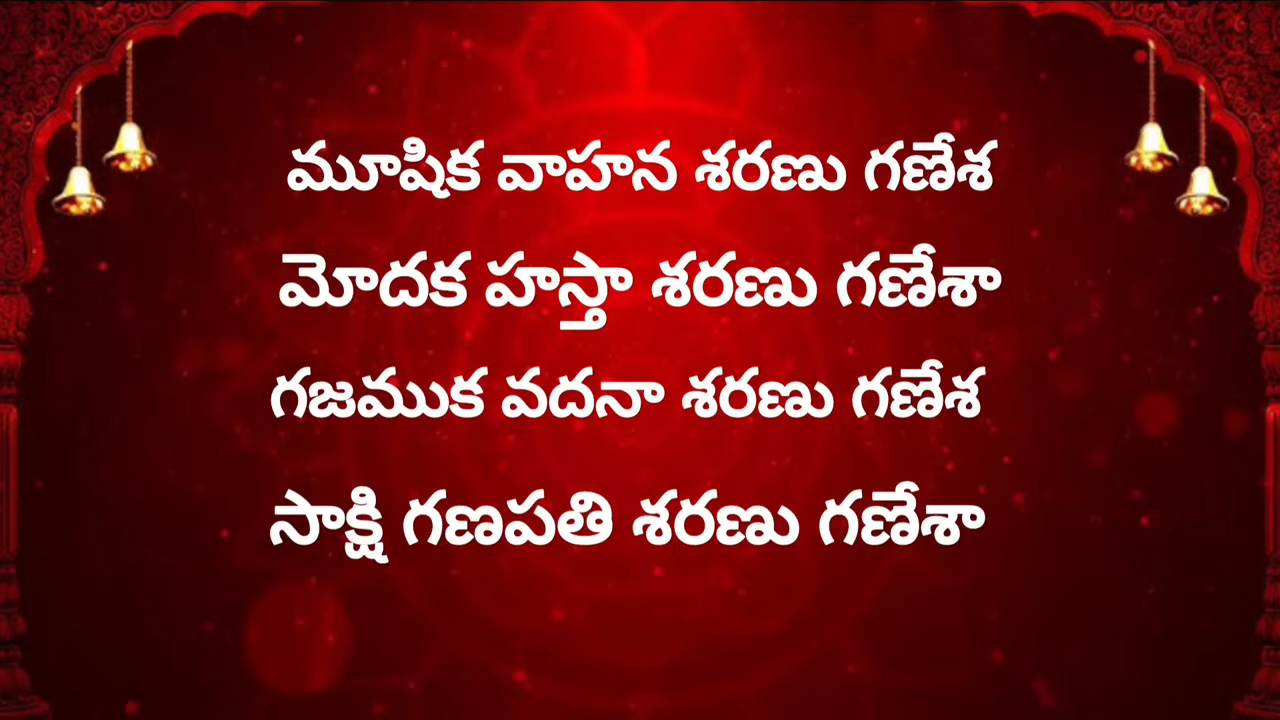 మూషిక వాహన శరణు గణేశ
మోదక హస్తా శరణు గణేశా
గజముక వదనా శరణు గణేశ
సాక్షి గణపతి శరణు గణేశా